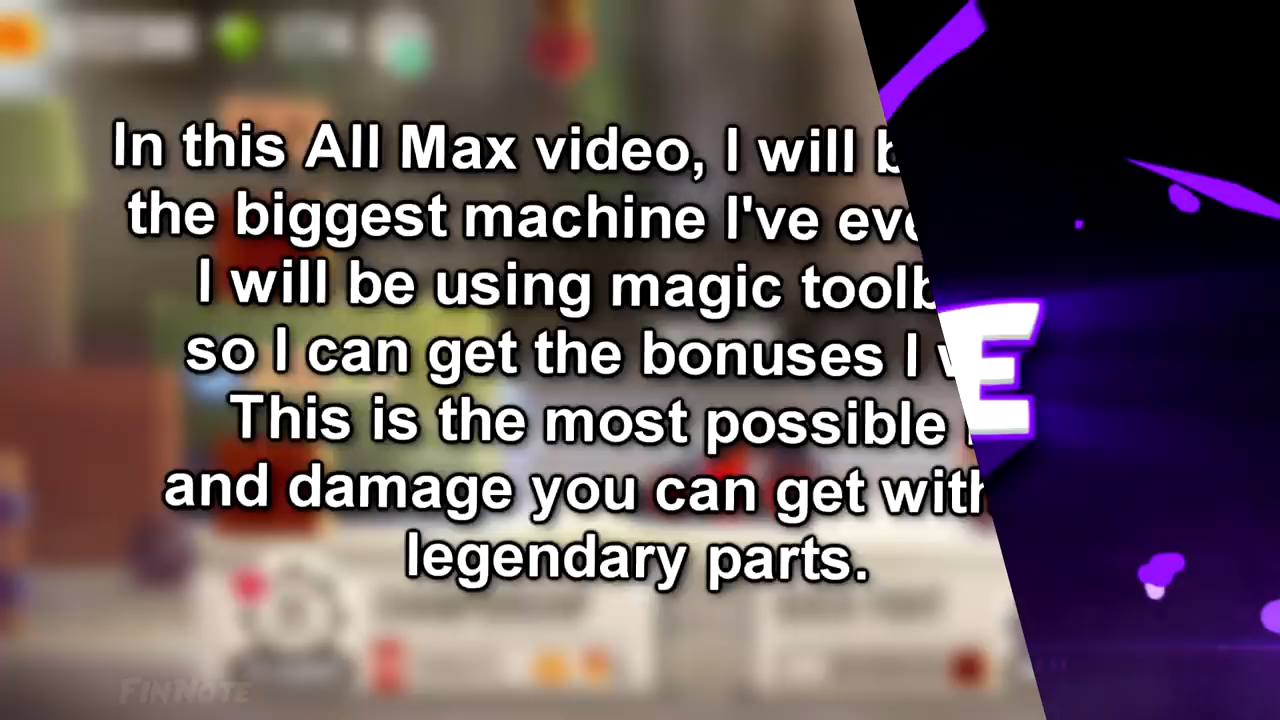 In this All Max video, I will
the biggest machine I've
I will be using magic
so I can get the bonuses I
This is the most possible
and damage you can get
legendary parts.
E
FINNOTE